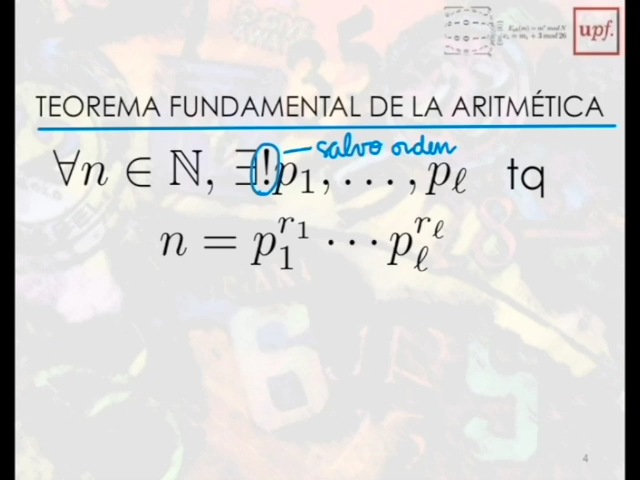 upf.
TEOREMA FUNDAMENTAL DE LA ARITMÉTICA
salvo orden
∀n ∈ ℕ, ∃!p₁, . . . , p_ℓ tq
n = p₁^{r₁} ⋯ p_ℓ^{r_ℓ}
4